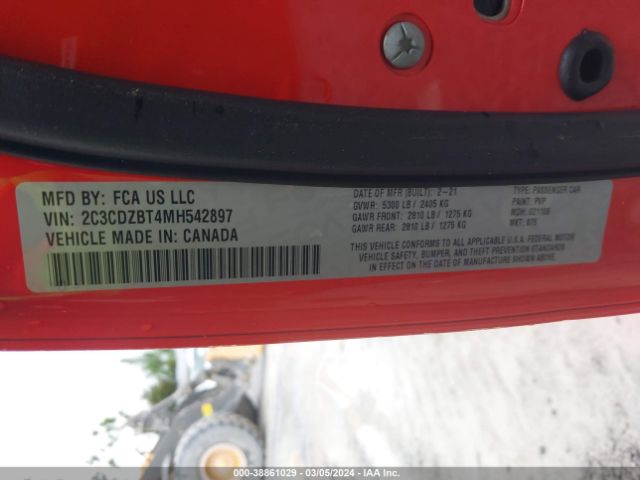 MFD BY: FCA US LLC
VIN: 2C3CDZBT4MH542897
VEHICLE MADE IN: CANADA
DATE OF MFR (BUILT): 2-21
GVWR: 5300 LB / 2405 KG
GAWR FRONT: 2810 LB / 1275 KG
GAWR REAR: 2810 LB / 1275 KG
THIS VEHICLE CONFORMS TO ALL APPLICABLE U.S.A. FEDERAL MOTOR
VEHICLE SAFETY, BUMPER, AND THEFT PREVENTION STANDARDS
IN EFFECT ON THE DATE OF MANUFACTURE SHOWN ABOVE.
TYPE: PASSENGER CAR
PAINT: PVP
MDH:
MKT:
000-38861029 — 03/05/2024 — IAA Inc.